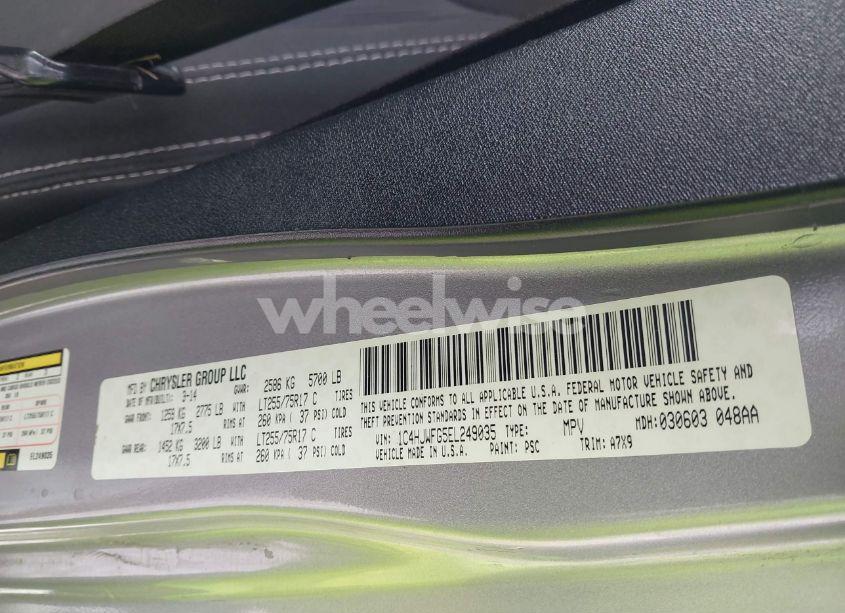 wheelwise
MFD BY CHRYSLER GROUP LLC
DATE OF MFR/BUILT: 3-14 GVWR: 2586 KG 5700 LB
GAWR FRONT: 1259 KG 2775 LB WITH LT255/75R17 C TIRES
17X7.5 RIMS AT 260 KPA ( 37 PSI) COLD
GAWR REAR: 1452 KG 3200 LB WITH LT255/75R17 C TIRES
17X7.5 RIMS AT 260 KPA ( 37 PSI) COLD
THIS VEHICLE CONFORMS TO ALL APPLICABLE U.S.A. FEDERAL MOTOR VEHICLE SAFETY AND
THEFT PREVENTION STANDARDS IN EFFECT ON THE DATE OF MANUFACTURE SHOWN ABOVE.
VIN: 1C4HJWFG5EL249035 TYPE: MPV MDH: 030603 048AA
VEHICLE MADE IN U.S.A. PAINT: PSC TRIM: A7X9
EL249035